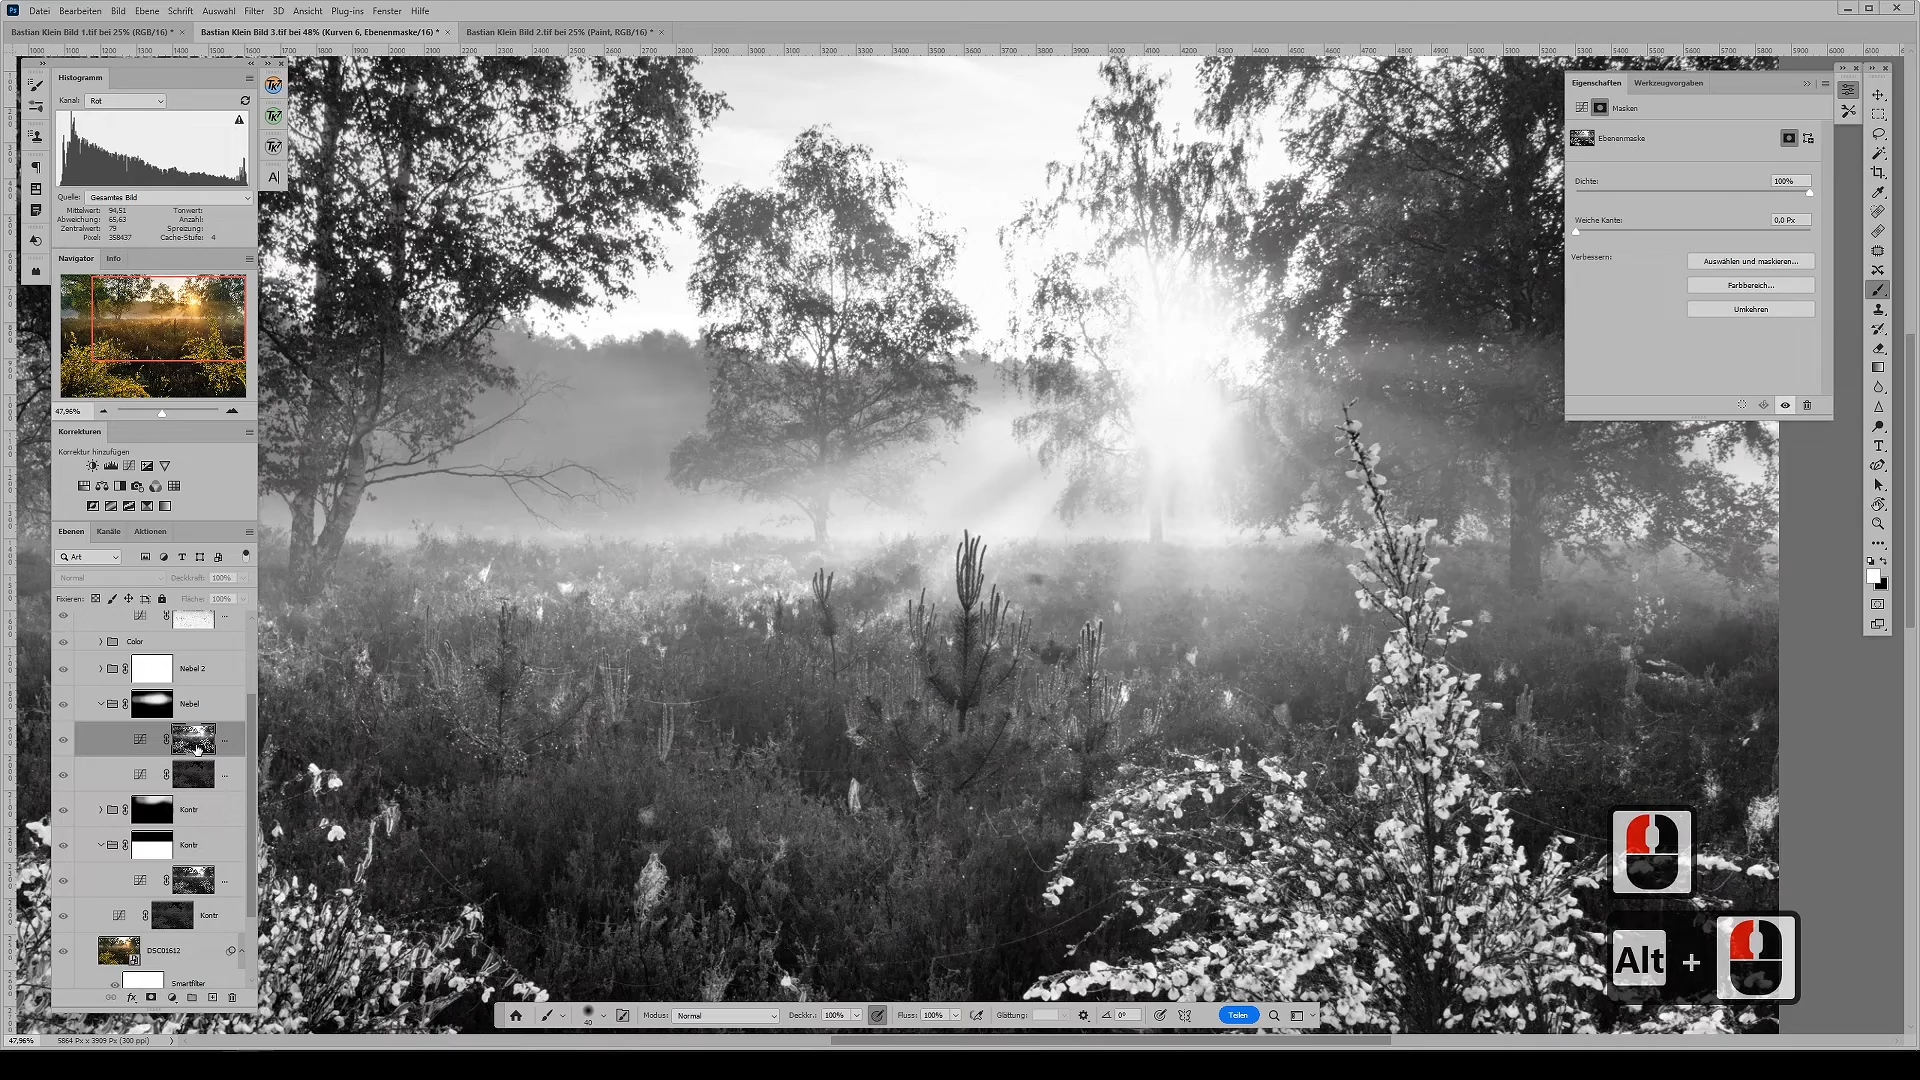 Datei Bearbeiten Bild Ebene Schrift Auswahl Filter 3D Ansicht Plug-ins Fenster Hilfe
Bastian Klein Bild 1.tif bei 25% (RGB/16) *
Bastian Klein Bild 3.tif bei 48% (Kurven 6, Ebenenmaske/16) *
Bastian Klein Bild 2.tif bei 25% (Paint, RGB/16) *
Histogramm
Kanal: Rot
Quelle: Gesamtes Bild
Mittelwert: 94,51 Tonwert:
Abweichung: 65,63 Anzahl:
Zentralwert: 79 Spreizung:
Pixel: 358437 Cache-Stufe: 4
Navigator Info
47,96%
Korrekturen
Korrektur hinzufügen
Ebenen Kanäle Aktionen
Art
Normal Deckkraft: 100%
Fixieren: Fläche: 100%
Color
Nebel 2
Nebel
Kontr
Kontr
Kontr
DSC01612
Smartfilter
TK
TK
TK
A
Eigenschaften Werkzeugvorgaben
Masken
Ebenenmaske
Dichte: 100%
Weiche Kante: 0,0 Px
Verbessern: Auswählen und maskieren...
Farbbereich...
Umkehren
Alt +
40 Modus: Normal Deckkr.: 100% Fluss: 100% Glättung: 0° Teilen
47,96% 5864 Px x 3909 Px (300 ppi)